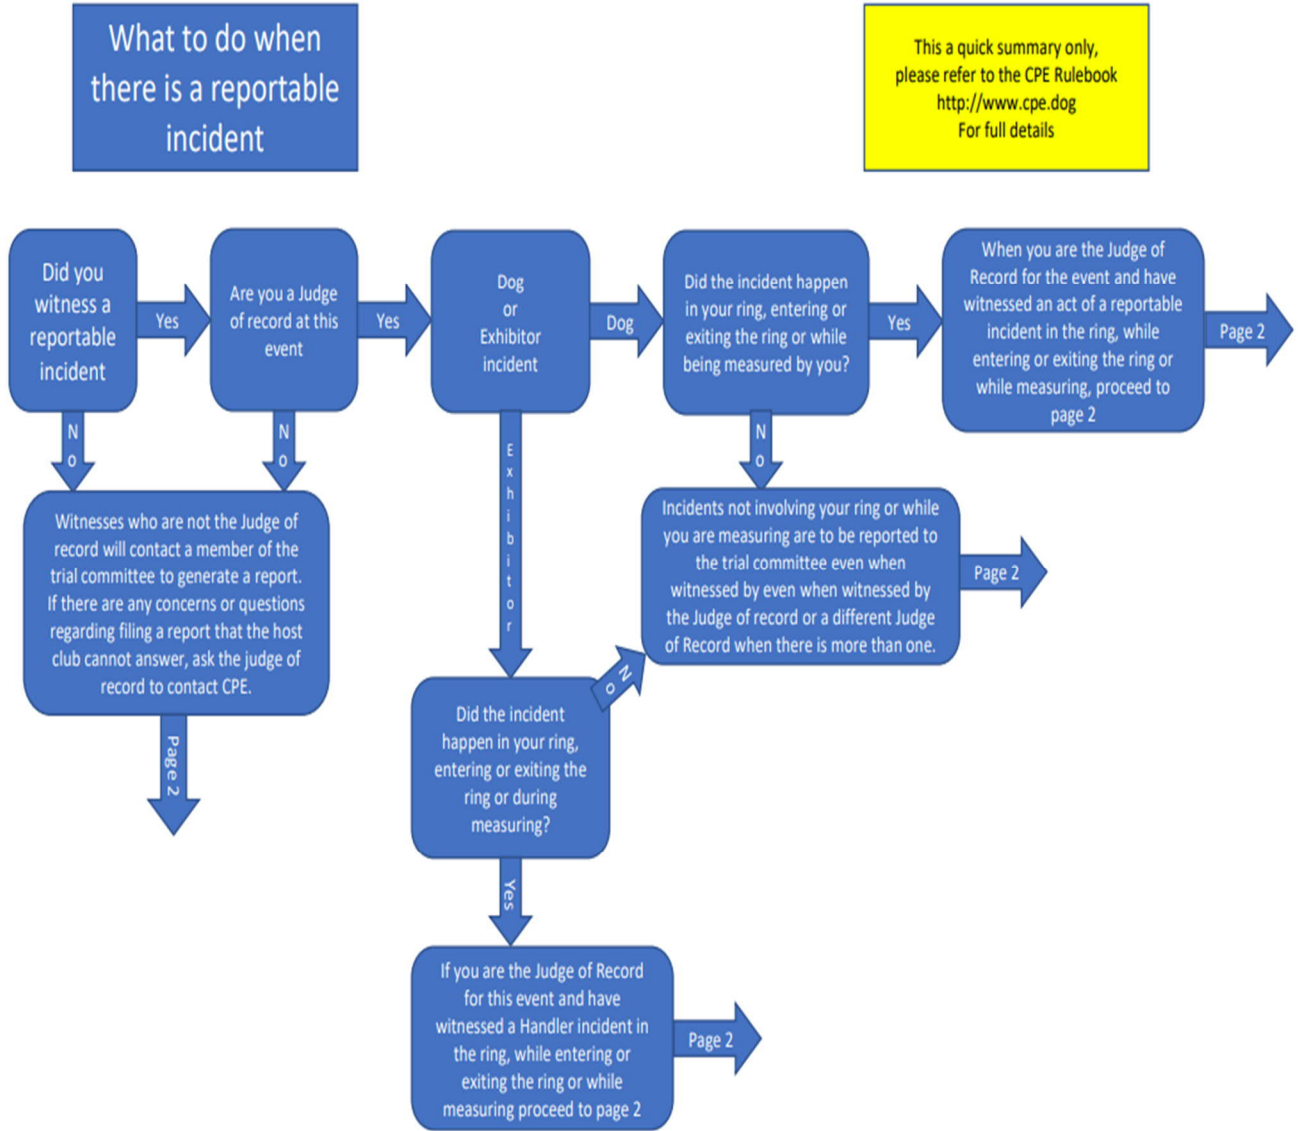 What to do when
there is a reportable
incident
This a quick summary only,
please refer to the CPE Rulebook
http://www.cpe.dog
For full details
Did you
witness a
reportable
incident
Yes
Are you a Judge
of record at this
event
Yes
Dog
or
Exhibitor
incident
Dog
Did the incident happen
in your ring, entering or
exiting the ring or while
being measured by you?
Yes
When you are the Judge of
Record for the event and have
witnessed an act of a reportable
incident in the ring, while
entering or exiting the ring or
while measuring, proceed to
page 2
Page 2
No
No
Exhibitor
No
Witnesses who are not the Judge of
record will contact a member of the
trial committee to generate a report.
If there are any concerns or questions
regarding filing a report that the host
club cannot answer, ask the judge of
record to contact CPE.
Page 2
Incidents not involving your ring or while
you are measuring are to be reported to
the trial committee even when
witnessed by even when witnessed by
the Judge of record or a different Judge
of Record when there is more than one.
Page 2
No
Did the incident
happen in your ring,
entering or exiting the
ring or during
measuring?
Yes
If you are the Judge of Record
for this event and have
witnessed a Handler incident in
the ring, while entering or
exiting the ring or while
measuring proceed to page 2
Page 2